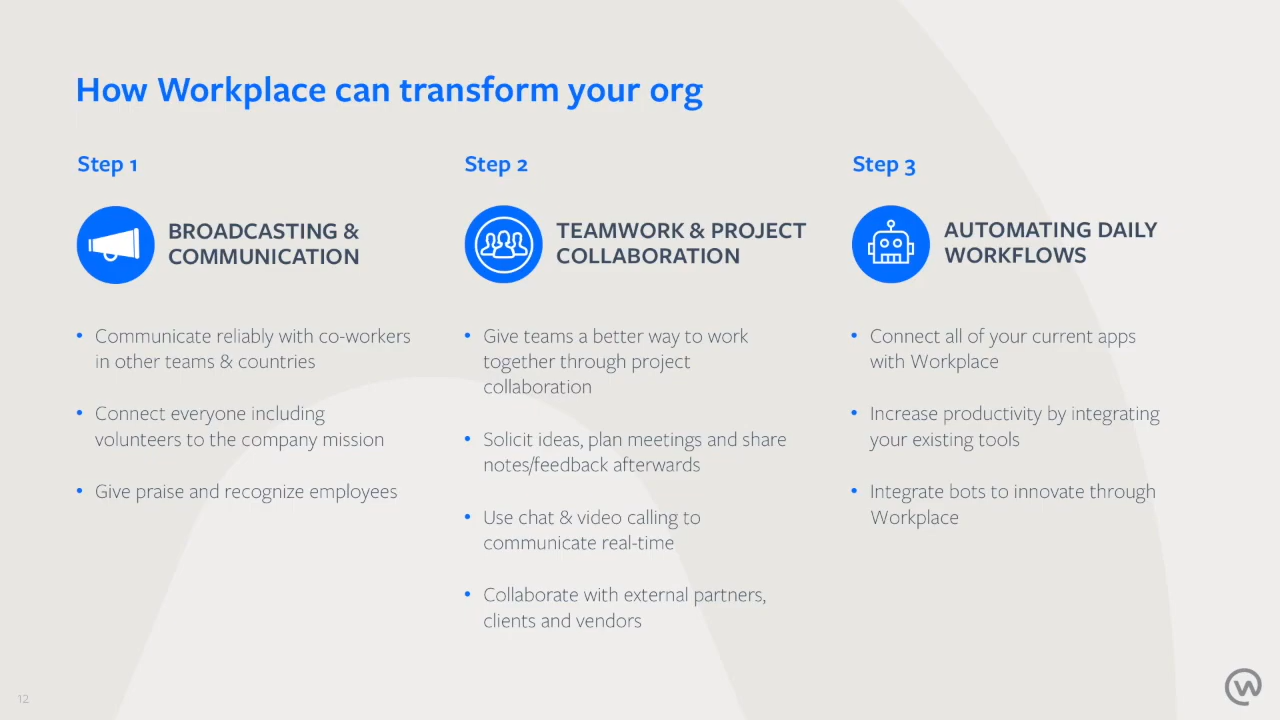 How Workplace can transform your org
Step 1
BROADCASTING &
COMMUNICATION
• Communicate reliably with co-workers
in other teams & countries
• Connect everyone including
volunteers to the company mission
• Give praise and recognize employees
Step 2
TEAMWORK & PROJECT
COLLABORATION
• Give teams a better way to work
together through project
collaboration
• Solicit ideas, plan meetings and share
notes/feedback afterwards
• Use chat & video calling to
communicate real-time
• Collaborate with external partners,
clients and vendors
Step 3
AUTOMATING DAILY
WORKFLOWS
• Connect all of your current apps
with Workplace
• Increase productivity by integrating
your existing tools
• Integrate bots to innovate through
Workplace
12